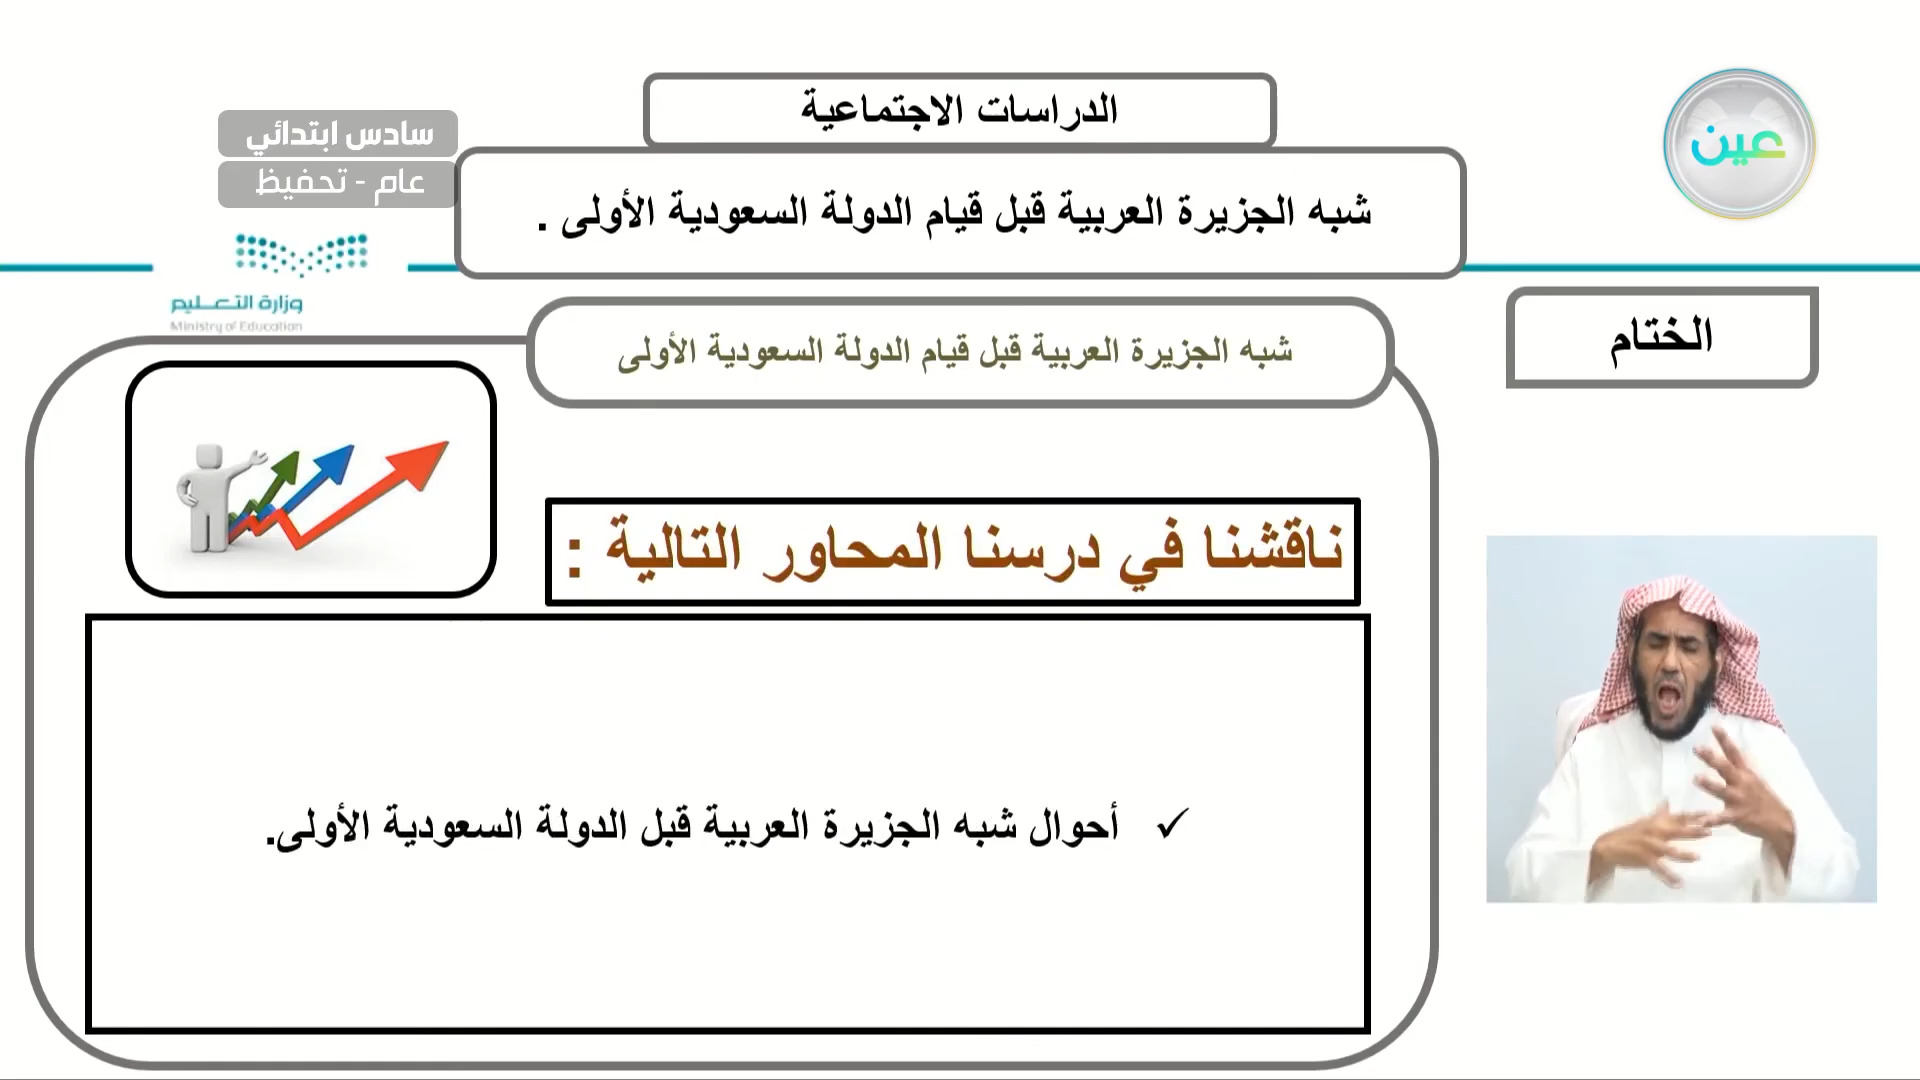 الدراسات الاجتماعية
عين
سادس ابتدائي
عام - تحفيظ
شبه الجزيرة العربية قبل قيام الدولة السعودية الأولى .
وزارة التعليم
Ministry of Education
الختام
شبه الجزيرة العربية قبل قيام الدولة السعودية الأولى
ناقشنا في درسنا المحاور التالية :
✓ أحوال شبه الجزيرة العربية قبل الدولة السعودية الأولى.